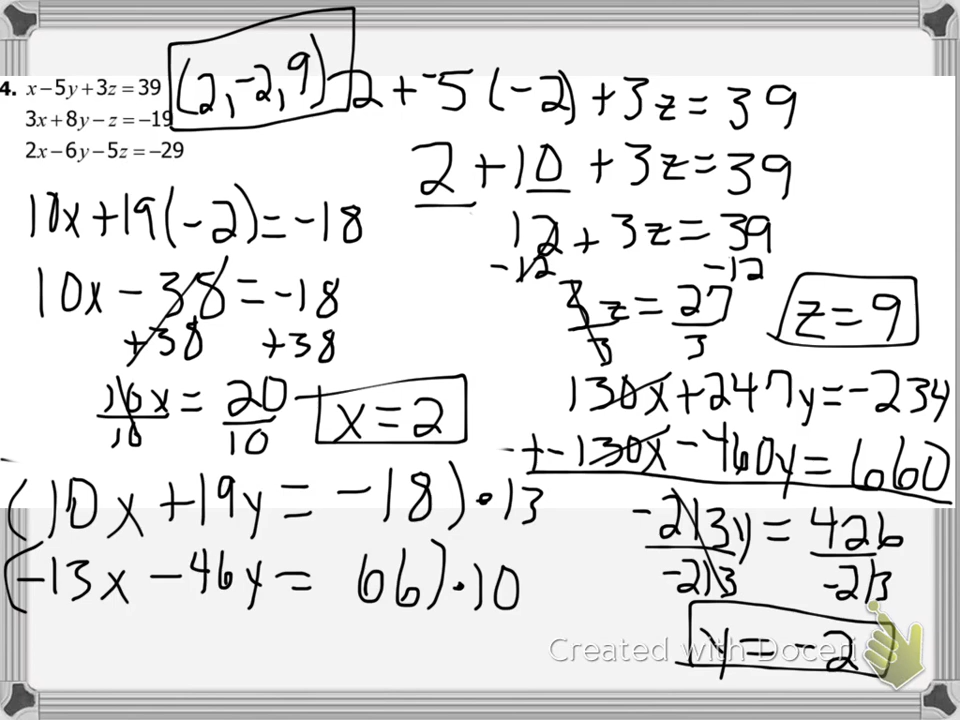 4. x − 5y + 3z = 39
3x + 8y − z = −19
2x − 6y − 5z = −29
(2, -2, 9)
2 + -5 (-2) + 3z = 39
2 + 10 + 3z = 39
12 + 3z = 39
-12 -12
3z = 27
3 3
z = 9
10x + 19(-2) = -18
10x - 38 = -18
+38 +38
10x = 20
10 10
x = 2
130x + 247y = -234
+ -130x - 460y = 660
-213y = 426
-213 -213
y = -2
(10x + 19y = -18) · 13
(-13x - 46y = 66) · 10
Created with Doceri